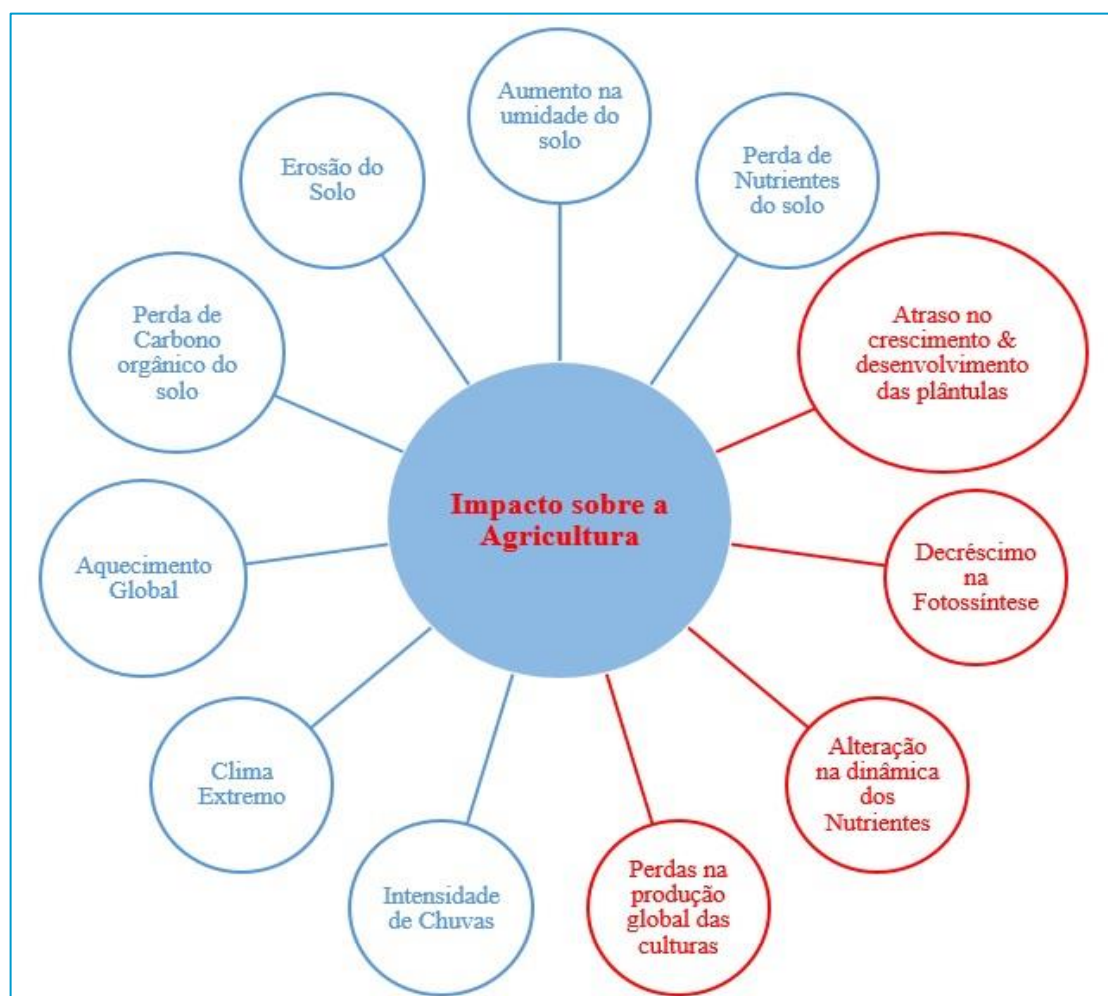 Aumento na
umidade do
solo
Perda de
Nutrientes
do solo
Atraso no
crescimento &
desenvolvimento
das plântulas
Decréscimo
na
Fotossíntese
Alteração
na dinâmica
dos
Nutrientes
Perdas na
produção
global das
culturas
Intensidade
de Chuvas
Clima
Extremo
Aquecimento
Global
Perda de
Carbono
orgânico do
solo
Erosão do
Solo
Impacto sobre a
Agricultura